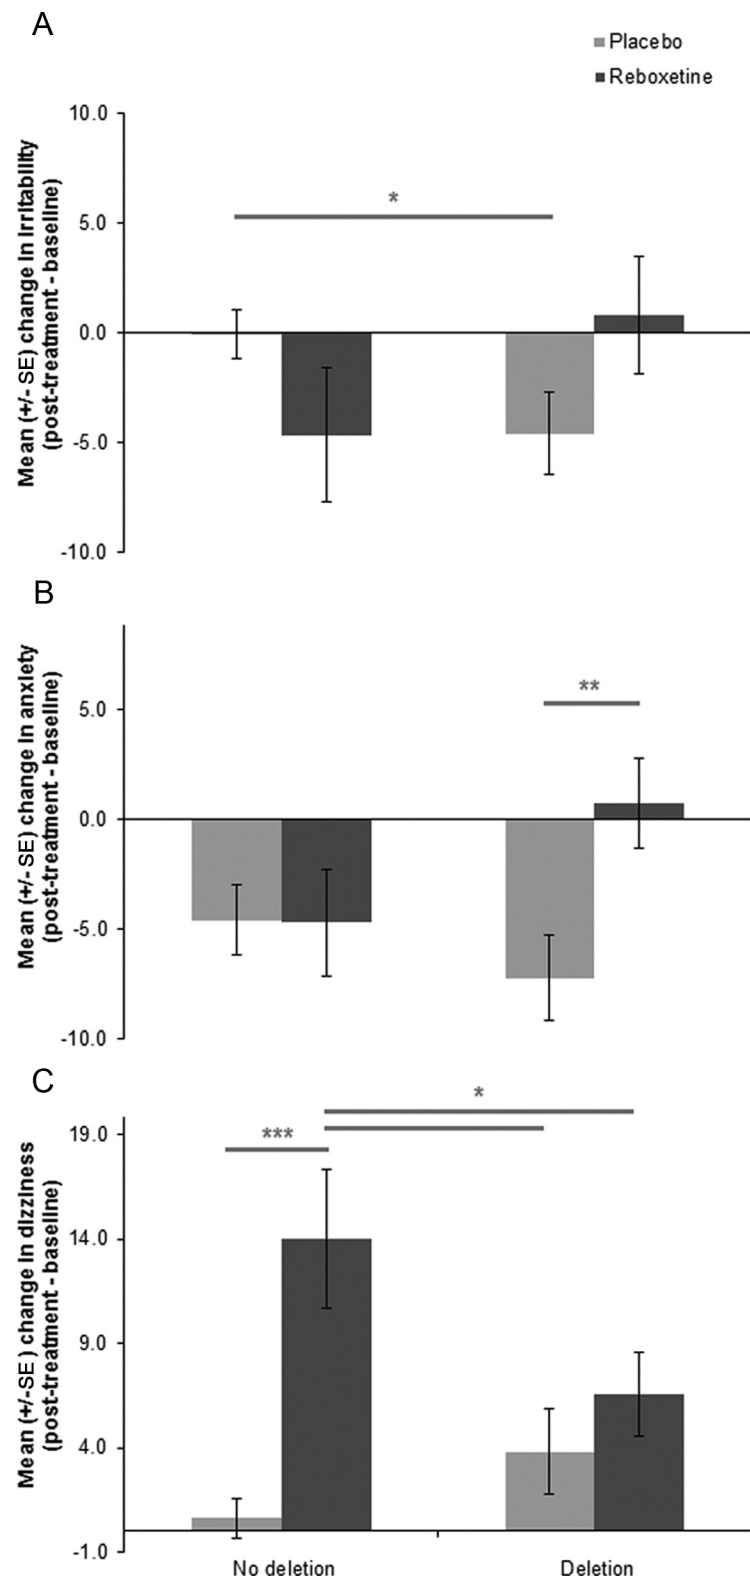 A
Placebo
Reboxetine
Mean (+/- SE) change in irritability
(post-treatment - baseline)
10.0
*
5.0
0.0
-5.0
-10.0
B
Mean (+/- SE) change in anxiety
(post-treatment - baseline)
**
5.0
0.0
-5.0
-10.0
C
Mean (+/-SE ) change in dizziness
(post-treatment - baseline)
*
19.0
***
14.0
9.0
4.0
-1.0
No deletion
Deletion